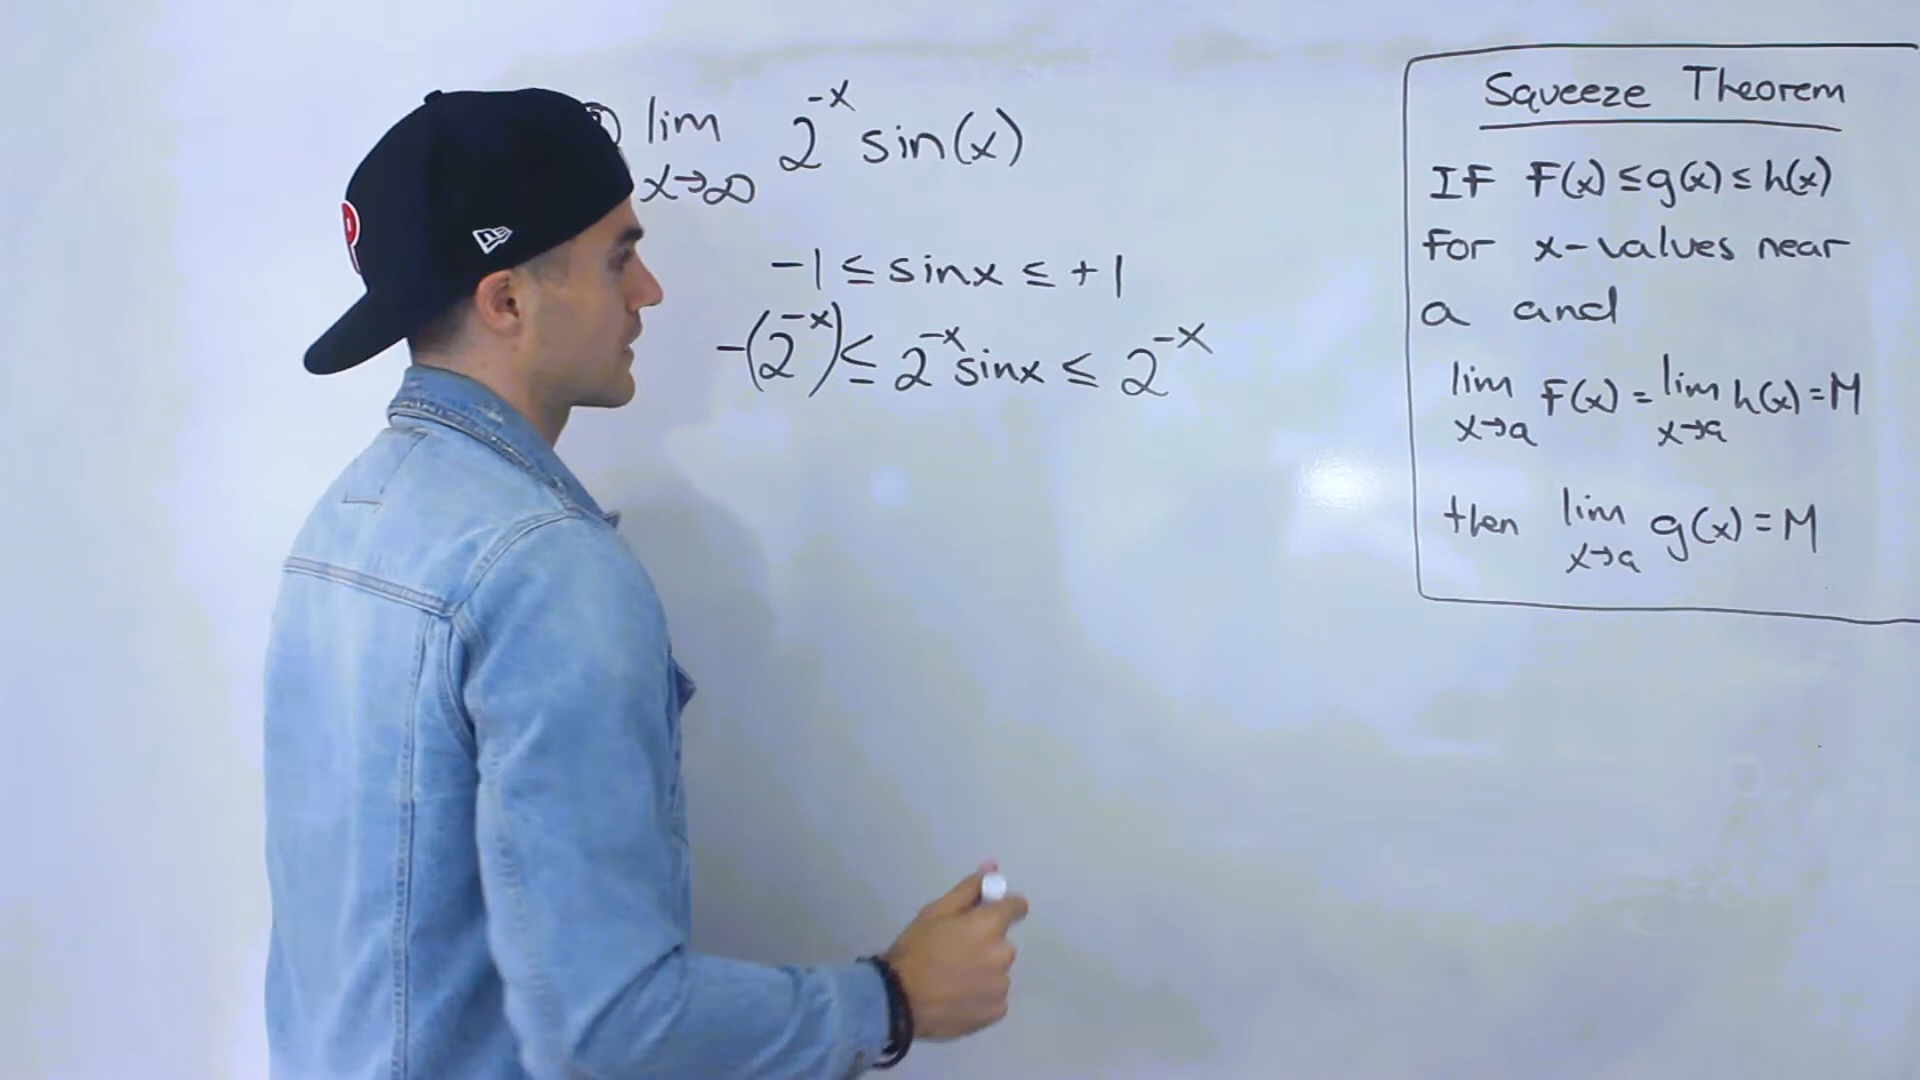 lim 2^-x sin(x)
x→∞
-1 ≤ sinx ≤ +1
-(2^-x) ≤ 2^-x sinx ≤ 2^-x
Squeeze Theorem
IF F(x) ≤ g(x) ≤ h(x)
For x-values near
a and
lim F(x) = lim h(x) = M
x→a x→a
then lim g(x) = M
x→a
P